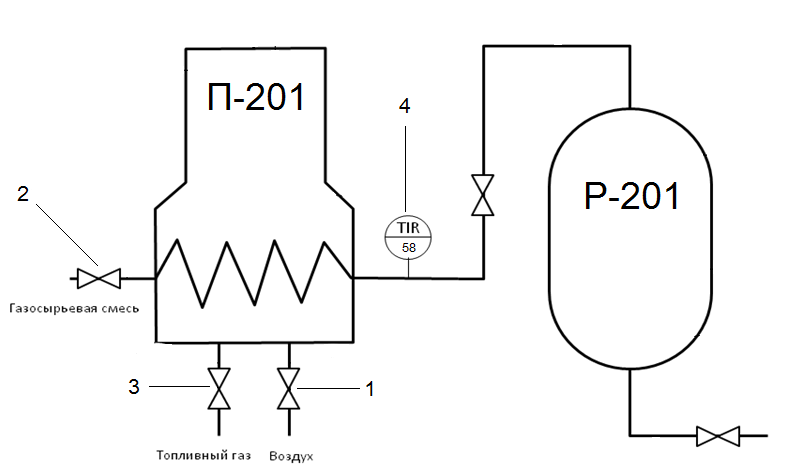 П-201
4
Р-201
2
TIR
58
Газосырьевая смесь
3
1
Топливный газ
Воздух